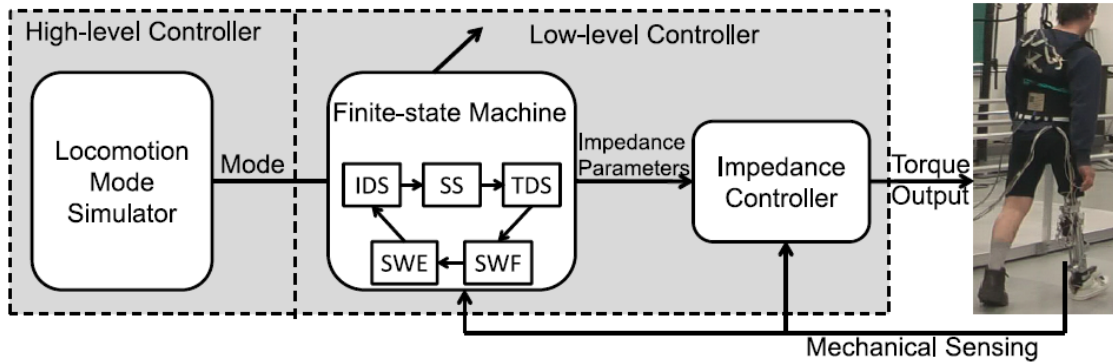 High-level Controller
Low-level Controller
Locomotion
Mode
Simulator
Mode
Finite-state Machine
IDS
SS
TDS
SWE
SWF
Impedance
Parameters
Impedance
Controller
Torque
Output
Mechanical Sensing